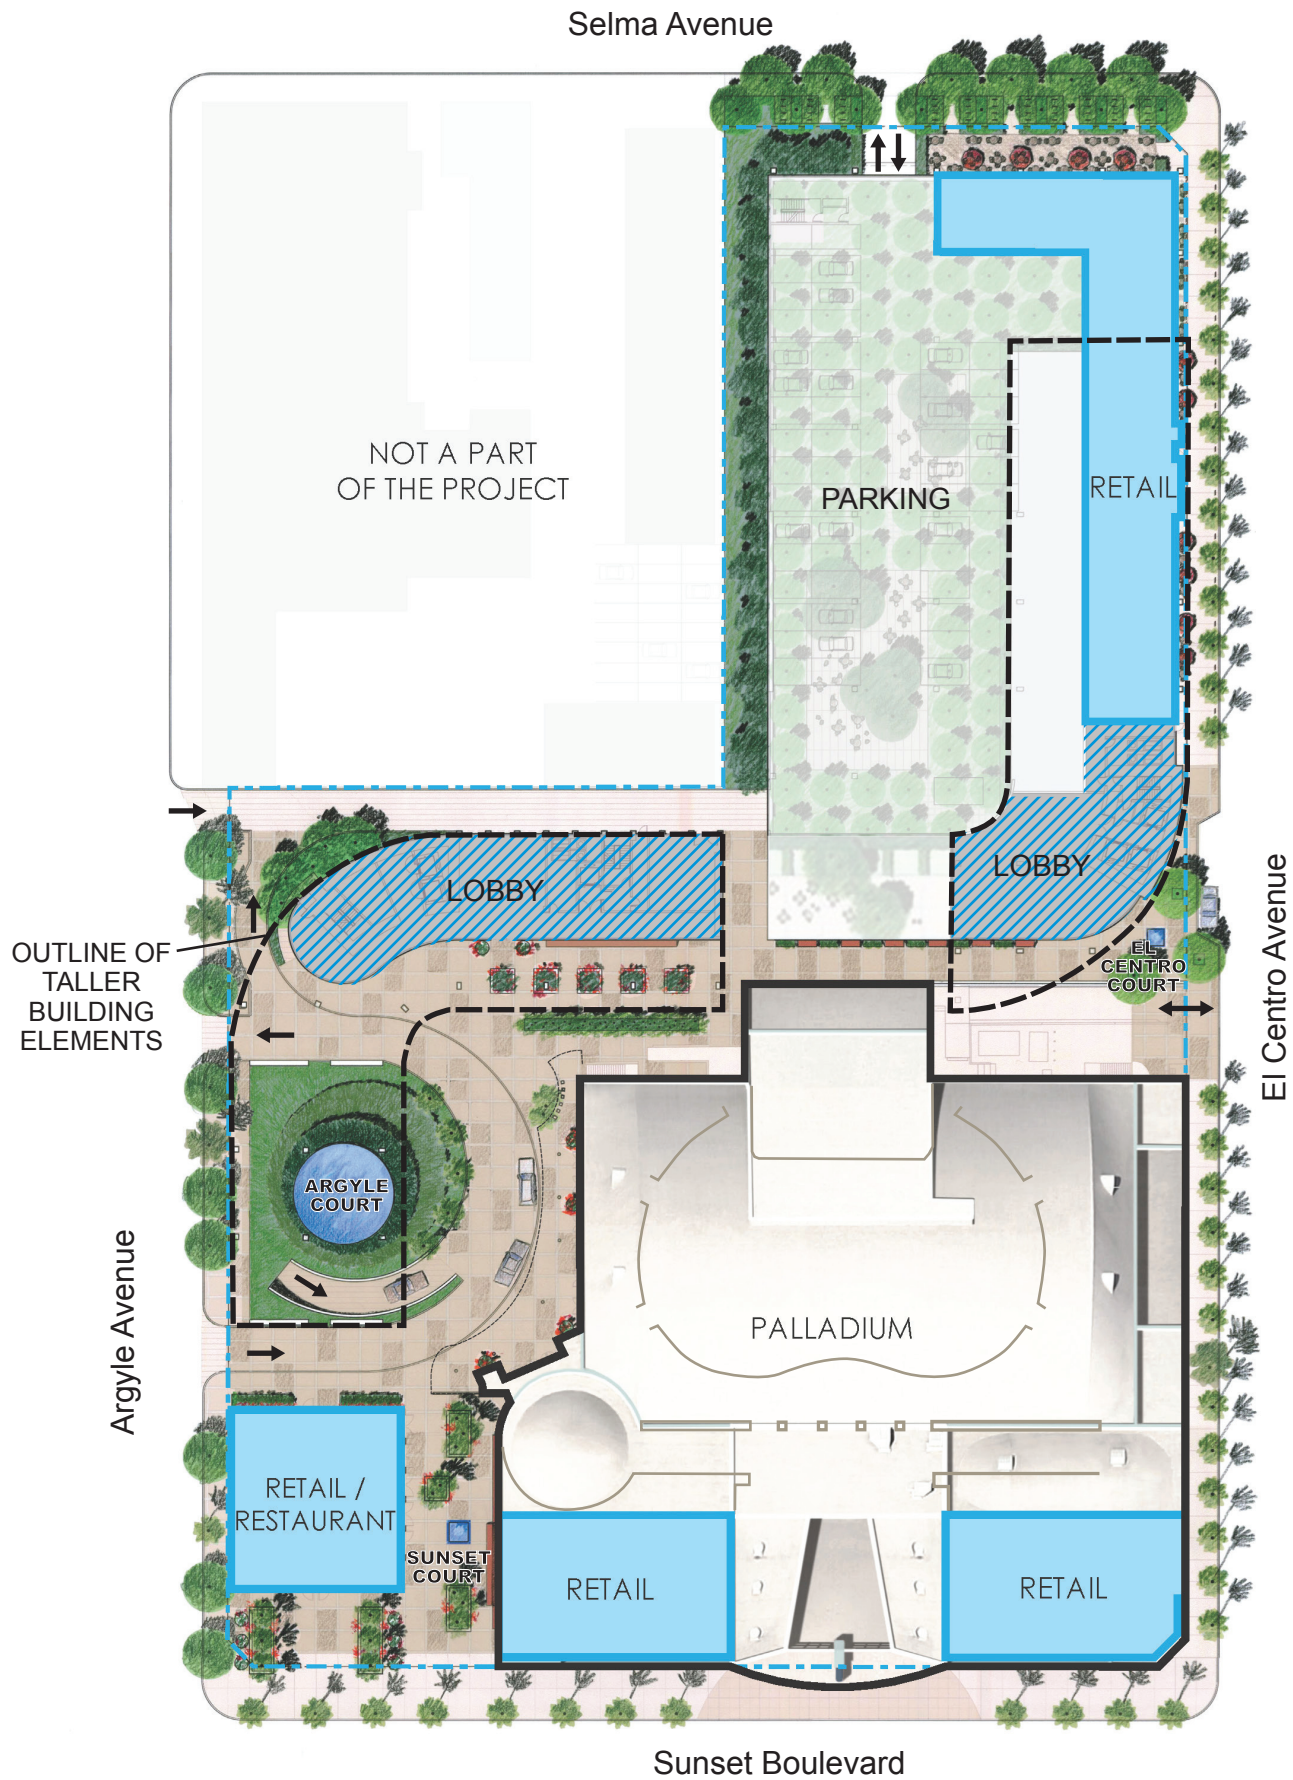 Selma Avenue
NOT A PART
OF THE PROJECT
PARKING
RETAIL
LOBBY
LOBBY
OUTLINE OF
TALLER
BUILDING
ELEMENTS
EL
CENTRO
COURT
El Centro Avenue
ARGYLE
COURT
Argyle Avenue
PALLADIUM
RETAIL /
RESTAURANT
SUNSET
COURT
RETAIL
RETAIL
Sunset Boulevard